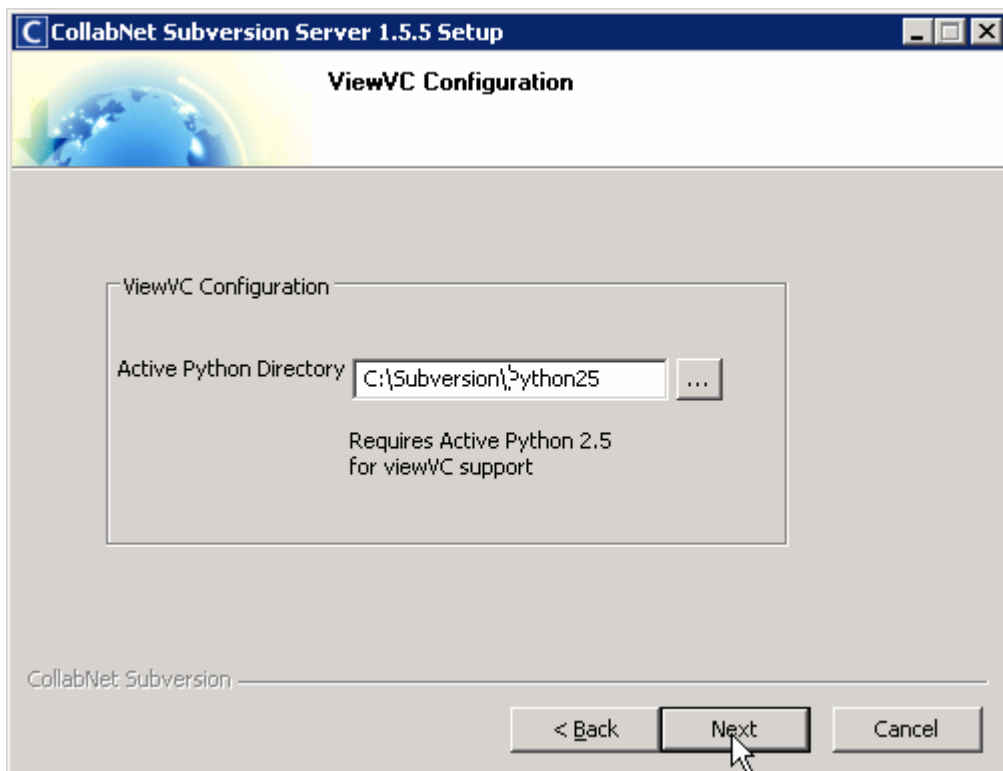 CollabNet Subversion Server 1.5.5 Setup
ViewVC Configuration
ViewVC Configuration
Active Python Directory C:\Subversion\Python25 ...
Requires Active Python 2.5
for viewVC support
CollabNet Subversion
< Back Next Cancel